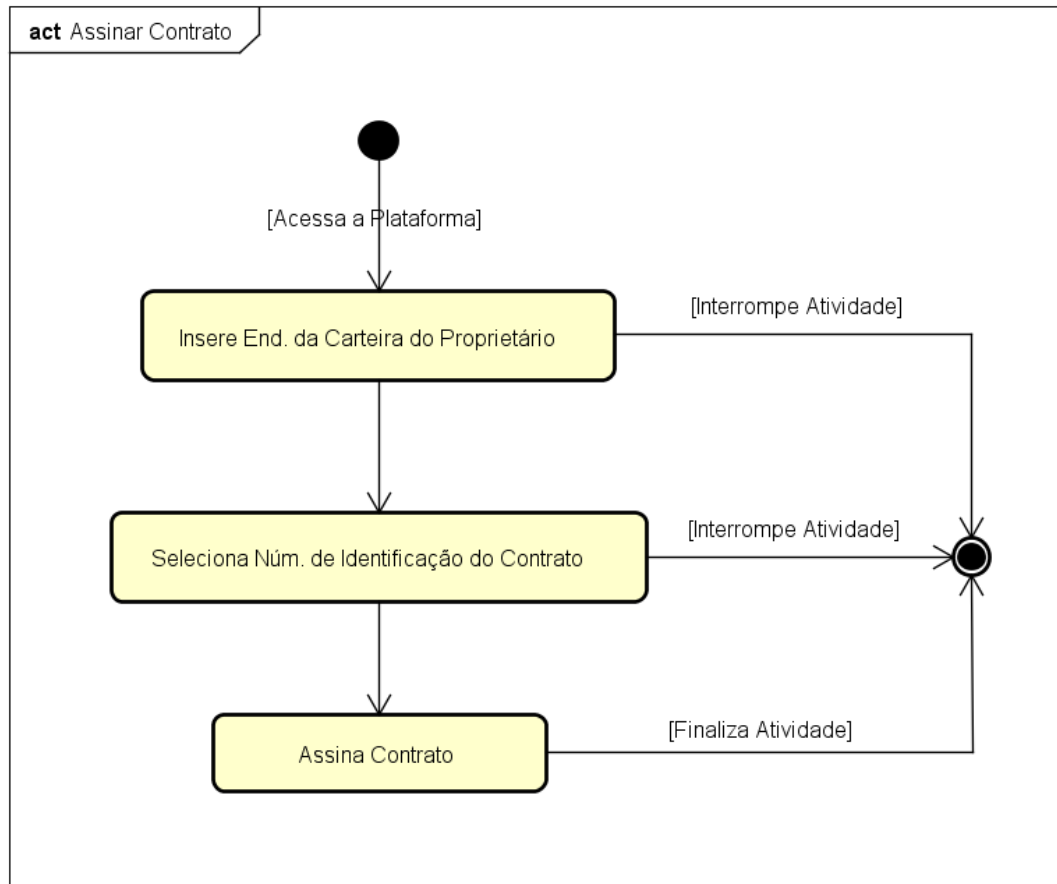 act Assinar Contrato
[Acessa a Plataforma]
[Interrompe Atividade]
Insere End. da Carteira do Proprietário
[Interrompe Atividade]
Seleciona Núm. de Identificação do Contrato
[Finaliza Atividade]
Assina Contrato